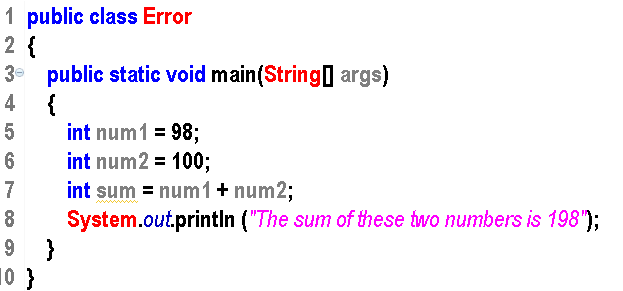 1 public class Error
2 {
3 public static void main(String[] args)
4 {
5 int num1 = 98;
6 int num2 = 100;
7 int sum = num1 + num2;
8 System.out.println ("The sum of these two numbers is 198");
9 }
10 }